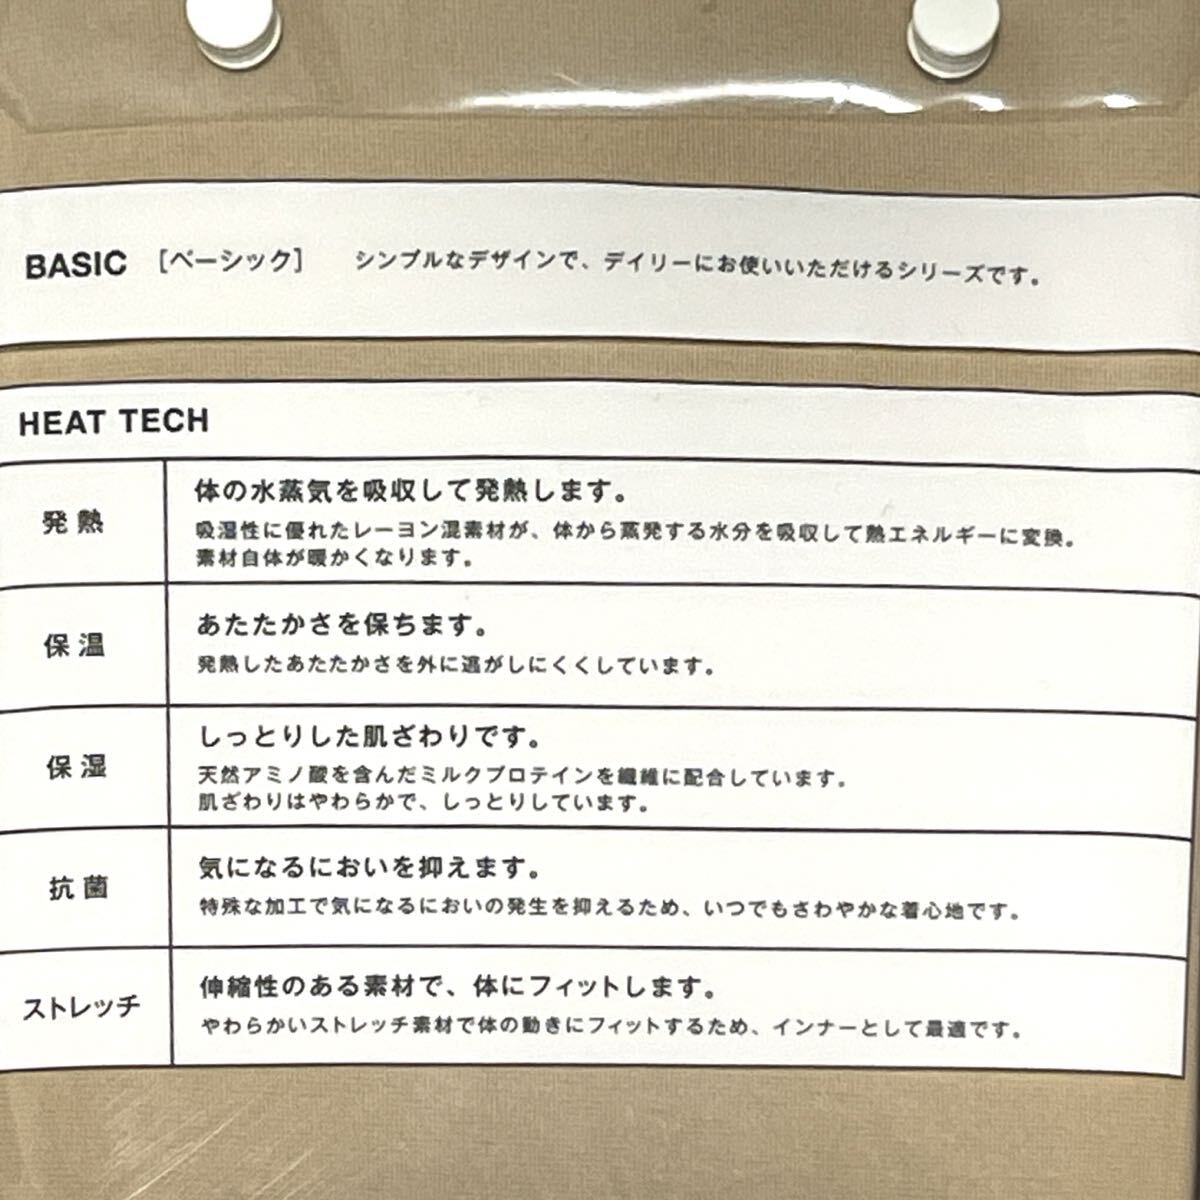 BASIC [ベーシック] シンプルなデザインで、デイリーにお使いいただけるシリーズです。
HEAT TECH
発熱
体の水蒸気を吸収して発熱します。
吸湿性に優れたレーヨン混素材が、体から蒸発する水分を吸収して熱エネルギーに変換。
素材自体が暖かくなります。
保温
あたたかさを保ちます。
発熱したあたたかさを外に逃がしにくくしています。
保湿
しっとりした肌ざわりです。
天然アミノ酸を含んだミルクプロテインを繊維に配合しています。
肌ざわりはやわらかで、しっとりしています。
抗菌
気になるにおいを抑えます。
特殊な加工で気になるにおいの発生を抑えるため、いつでもさわやかな着心地です。
ストレッチ
伸縮性のある素材で、体にフィットします。
やわらかいストレッチ素材で体の動きにフィットするため、インナーとして最適です。